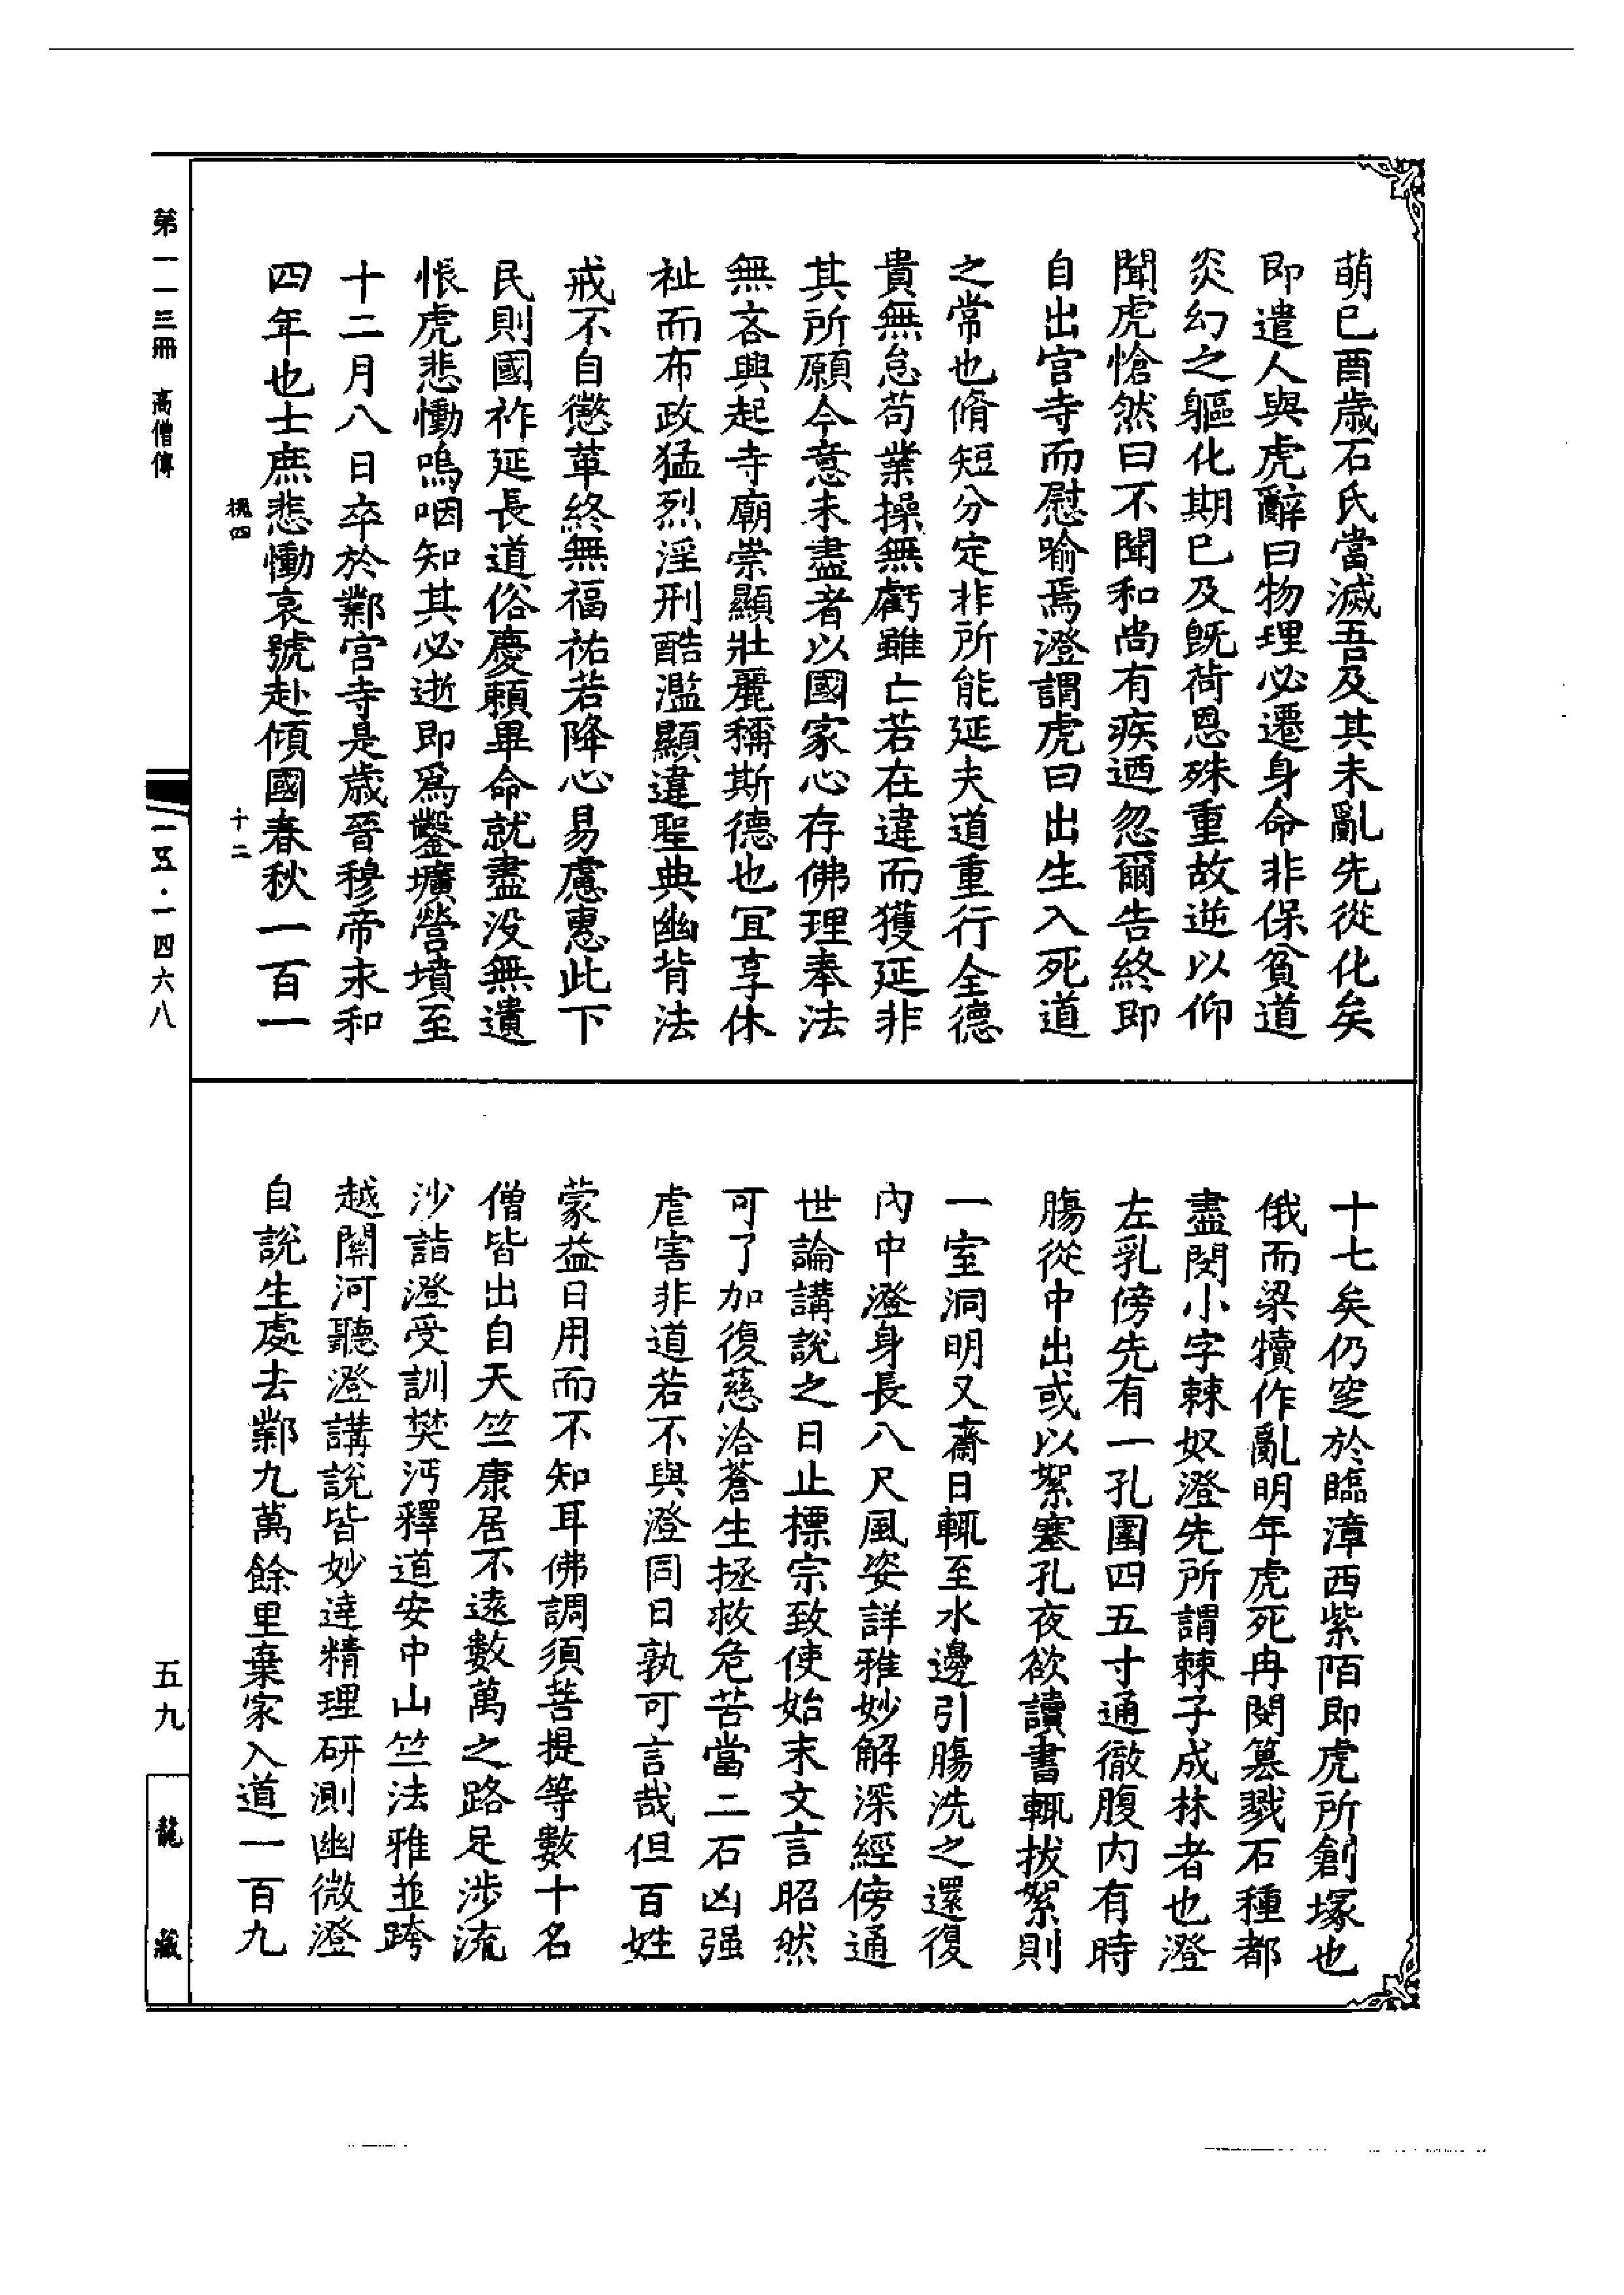 萌已酉歲石氏當滅吾及其未亂先從化矣
即遣人與虎辭曰物理必遷身命非保貧道
炎幻之軀化期已及旣荷恩殊重故逆以仰
聞虎愴然曰不聞和尚有疾迺忽爾告終即
自出宫寺而慰喻焉澄謂虎曰出生入死道
之常也脩短分定非所能延夫道重行全德
貴無怠苟業操無虧雖亡若在違而獲延非
其所願今意未盡者以國家心存佛理奉法
無吝興起寺廟崇顯壯麗稱斯德也宜享休
祉而布政猛烈淫刑酷濫顯違聖典幽背法
戒不自懲革終無福祐若降心易慮惠此下
民則國祚延長道俗慶賴畢命就盡没無遺
恨虎悲慟嗚咽知其必逝即爲鑿壙營墳至
十二月八日卒於鄴宫寺是歲晉穆帝永和
四年也士庶悲慟哀號赴傾國春秋一百一
槐四
十二
十七矣仍窆於臨漳西紫陌即虎所創塚也
俄而梁犢作亂明年虎死冉閔篡戮石種都
盡閔小字棘奴澄先所謂棘子成林者也澄
左乳傍先有一孔圍四五寸通徹腹内有時
腸從中出或以絮塞孔夜欲讀書輒拔絮則
一室洞明又齋日輒至水邊引腸洗之還復
内中澄身長八尺風姿詳雅妙解深經傍通
世論講說之日止標宗致使始末文言昭然
可了加復慈洽蒼生拯救危苦當二石凶强
虐害非道若不與澄同日孰可言哉但百姓
蒙益日用而不知耳佛調須菩提等數十名
僧皆出自天竺康居不遠數萬之路足涉流
沙詣澄受訓樊沔釋道安中山竺法雅並跨
越關河聽澄講說皆妙達精理研測幽微澄
自說生處去鄴九萬餘里棄家入道一百九
第一一三冊 高僧傳
一五·一四六八
五九
龍藏